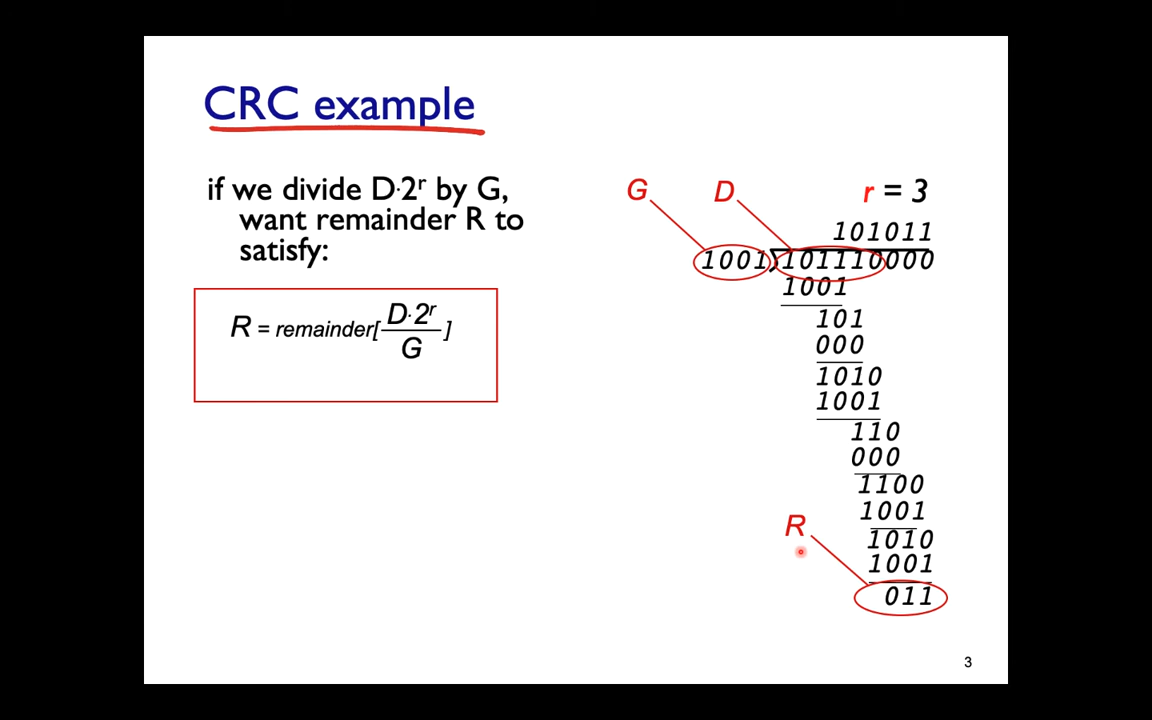 CRC example
if we divide D·2ʳ by G,
want remainder R to
satisfy:
R = remainder[D·2ʳ/G]
G D r = 3
101011
1001)101110000
1001
101
000
1010
1001
110
000
1100
1001
R
1010
1001
011
3